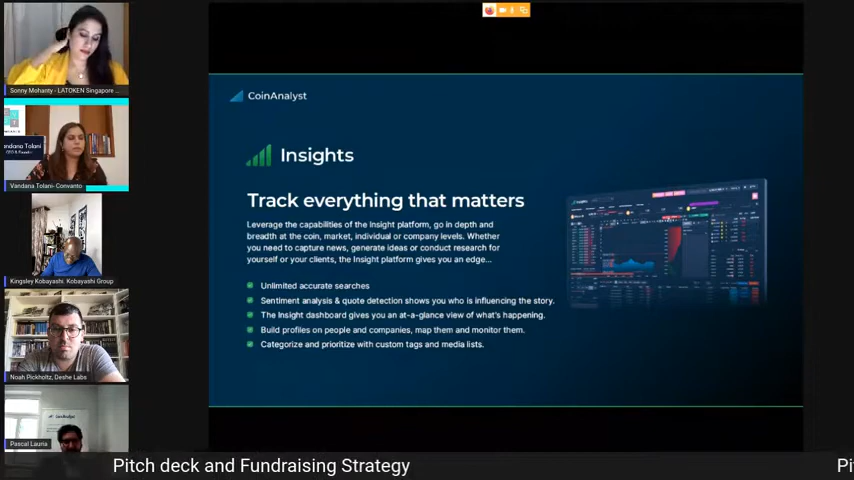 Sonny Mohanty - LATOKEN Singapore ...
andana Tolani
Vandana Tolani- Convanto
Kingsley Kobayashi. Kobayashi Group
Noah Pickholtz, Deshe Labs
CoinAnalyst
Pascal Lauria
CoinAnalyst
Insights
Track everything that matters
Leverage the capabilities of the Insight platform, go in depth and
breadth at the coin, market, individual or company levels. Whether
you need to capture news, generate ideas or conduct research for
yourself or your clients, the Insight platform gives you an edge...
Unlimited accurate searches
Sentiment analysis & quote detection shows you who is influencing the story.
The Insight dashboard gives you an at-a-glance view of what's happening.
Build profiles on people and companies, map them and monitor them.
Categorize and prioritize with custom tags and media lists.
Pitch deck and Fundraising Strategy
Pi